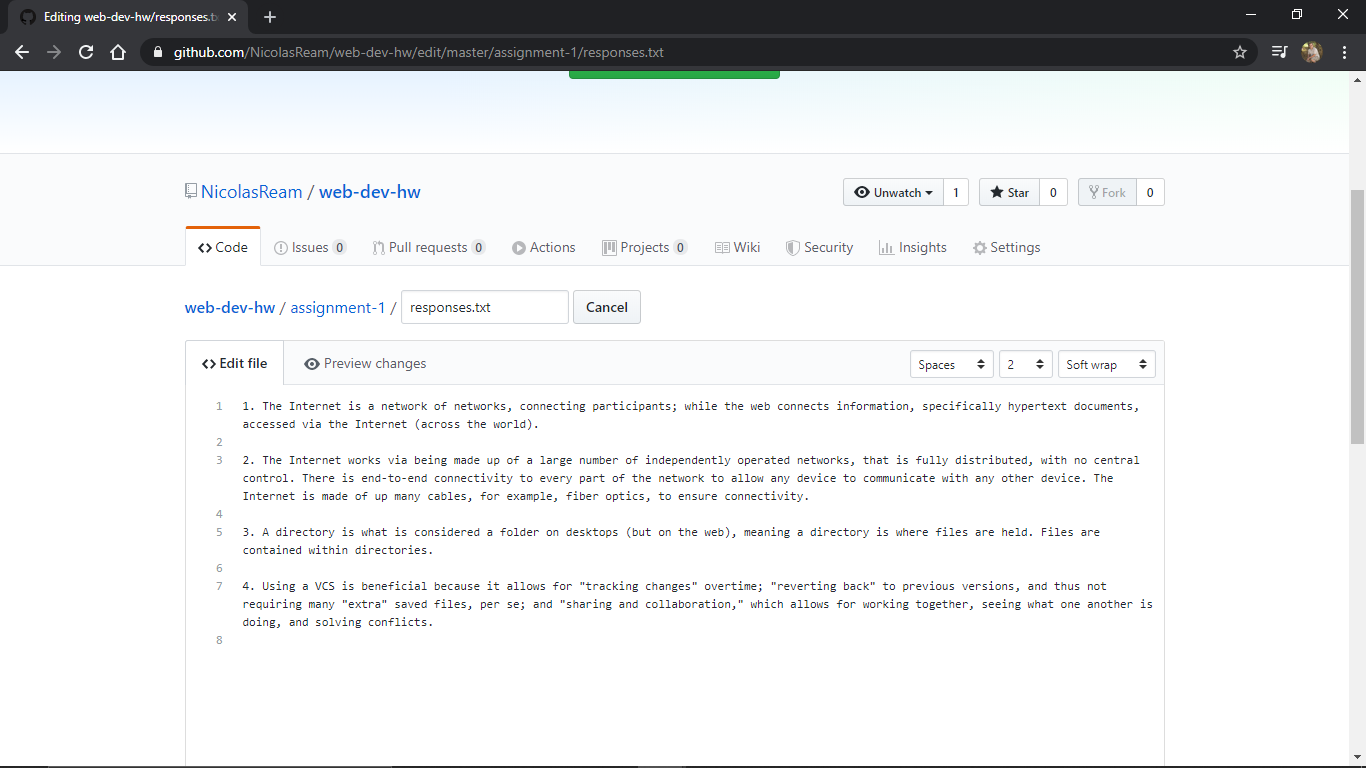 Editing web-dev-hw/responses.tx
github.com/NicolasReam/web-dev-hw/edit/master/assignment-1/responses.txt
NicolasReam / web-dev-hw
Unwatch 1 Star 0 Fork 0
Code Issues 0 Pull requests 0 Actions Projects 0 Wiki Security Insights Settings
web-dev-hw / assignment-1 / responses.txt Cancel
Edit file Preview changes Spaces 2 Soft wrap
1 1. The Internet is a network of networks, connecting participants; while the web connects information, specifically hypertext documents,
accessed via the Internet (across the world).
2
3 2. The Internet works via being made up of a large number of independently operated networks, that is fully distributed, with no central
control. There is end-to-end connectivity to every part of the network to allow any device to communicate with any other device. The
Internet is made of up many cables, for example, fiber optics, to ensure connectivity.
4
5 3. A directory is what is considered a folder on desktops (but on the web), meaning a directory is where files are held. Files are
contained within directories.
6
7 4. Using a VCS is beneficial because it allows for "tracking changes" overtime; "reverting back" to previous versions, and thus not
requiring many "extra" saved files, per se; and "sharing and collaboration," which allows for working together, seeing what one another is
doing, and solving conflicts.
8